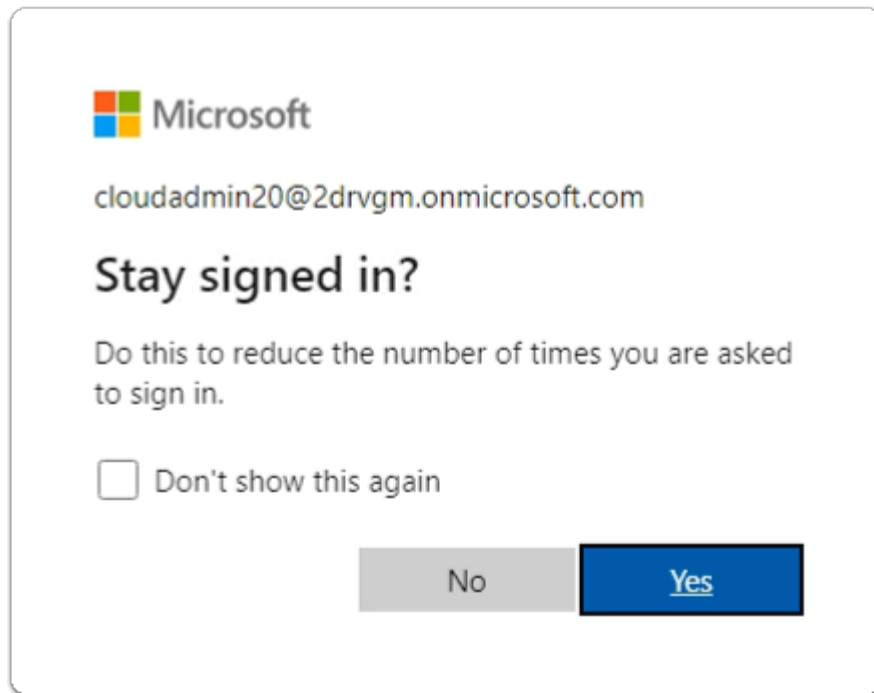 Microsoft
cloudadmin20@2drvgm.onmicrosoft.com
Stay signed in?
Do this to reduce the number of times you are asked
to sign in.
Don't show this again
No
Yes